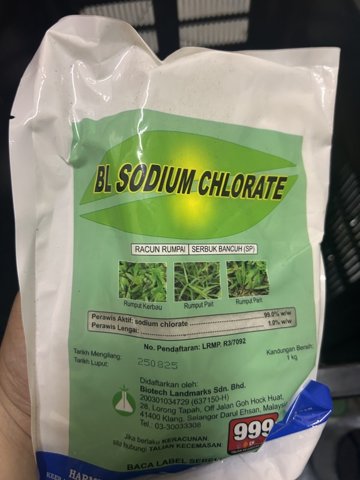 BL SODIUM CHLORATE
RACUN RUMPAI SERBUK BANCUH (SP)
Rumput Kerbau Rumput Pait Rumput Parit
Perawis Aktif: sodium chlorate 99.0% w/w
Perawis Lengai: 1.0% w/w
No. Pendaftaran: LRMP. R3/7092
Tarikh Mengilang: Kandungan Bersih:
Tarikh Luput: 250825 1 kg
Didaftarkan oleh:
Biotech Landmarks Sdn. Bhd.
200301034729 (637150-H)
28, Lorong Tapah, Off Jalan Goh Hock Huat,
41400 Klang, Selangor Darul Ehsan, Malaysia
Tel.: 03-30033308
Jika berlaku KERACUNAN
sila hubungi TALIAN KECEMASAN: 999
BACA LABEL